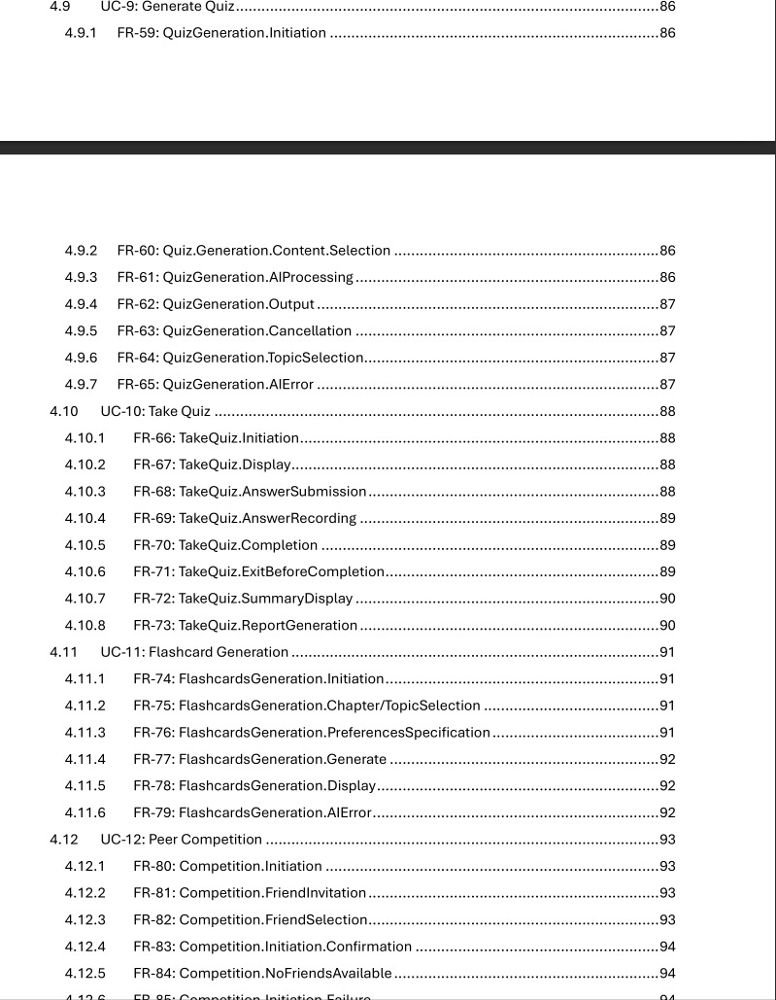 4.9 UC-9: Generate Quiz.......................................................................................................86
4.9.1 FR-59: QuizGeneration.Initiation .............................................................................86
4.9.2 FR-60: Quiz.Generation.Content.Selection ..............................................................86
4.9.3 FR-61: QuizGeneration.AIProcessing.......................................................................86
4.9.4 FR-62: QuizGeneration.Output ................................................................................87
4.9.5 FR-63: QuizGeneration.Cancellation .......................................................................87
4.9.6 FR-64: QuizGeneration.TopicSelection.....................................................................87
4.9.7 FR-65: QuizGeneration.AIError ................................................................................87
4.10 UC-10: Take Quiz ........................................................................................................88
4.10.1 FR-66: TakeQuiz.Initiation....................................................................................88
4.10.2 FR-67: TakeQuiz.Display......................................................................................88
4.10.3 FR-68: TakeQuiz.AnswerSubmission....................................................................88
4.10.4 FR-69: TakeQuiz.AnswerRecording ......................................................................89
4.10.5 FR-70: TakeQuiz.Completion ...............................................................................89
4.10.6 FR-71: TakeQuiz.ExitBeforeCompletion................................................................89
4.10.7 FR-72: TakeQuiz.SummaryDisplay .......................................................................90
4.10.8 FR-73: TakeQuiz.ReportGeneration......................................................................90
4.11 UC-11: Flashcard Generation ......................................................................................91
4.11.1 FR-74: FlashcardsGeneration.Initiation................................................................91
4.11.2 FR-75: FlashcardsGeneration.Chapter/TopicSelection .........................................91
4.11.3 FR-76: FlashcardsGeneration.PreferencesSpecification.......................................91
4.11.4 FR-77: FlashcardsGeneration.Generate ...............................................................92
4.11.5 FR-78: FlashcardsGeneration.Display..................................................................92
4.11.6 FR-79: FlashcardsGeneration.AIError...................................................................92
4.12 UC-12: Peer Competition ............................................................................................93
4.12.1 FR-80: Competition.Initiation ..............................................................................93
4.12.2 FR-81: Competition.FriendInvitation....................................................................93
4.12.3 FR-82: Competition.FriendSelection....................................................................93
4.12.4 FR-83: Competition.Initiation.Confirmation .........................................................94
4.12.5 FR-84: Competition.NoFriendsAvailable..............................................................94
4.12.6 FR-85: Competition.Initiation.Failure...................................................................94